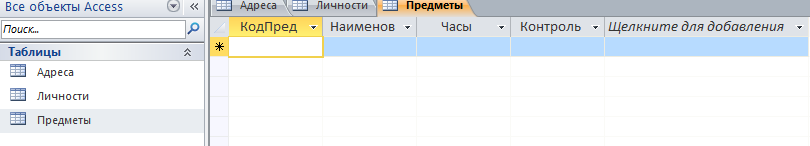 Все объекты Access
Поиск...
Таблицы
Адреса
Личности
Предметы
Адреса Личности Предметы
КодПред Наименов Часы Контроль Щелкните для добавления